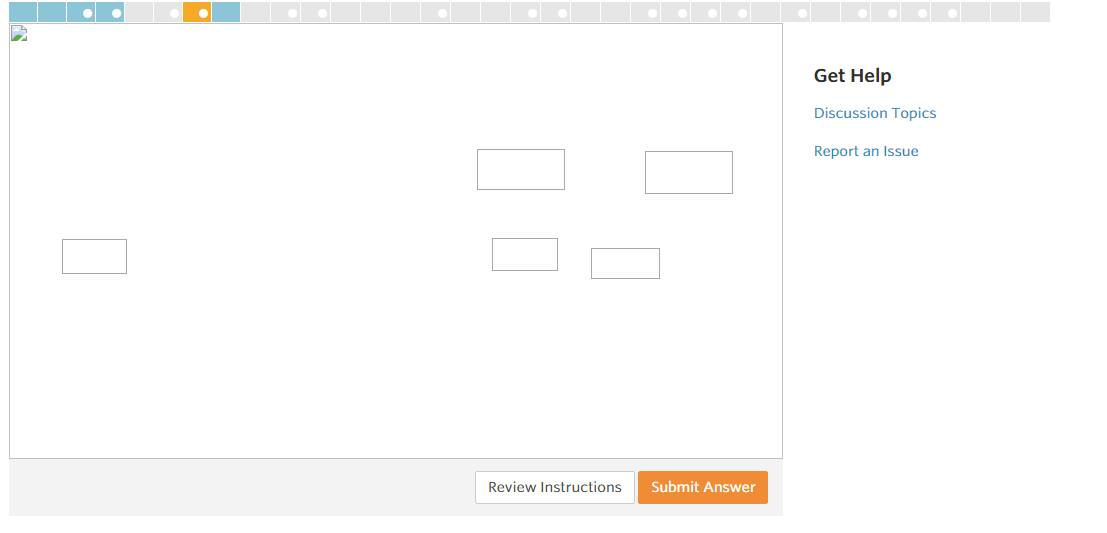 Get Help
Discussion Topics
Report an Issue
Review Instructions
Submit Answer